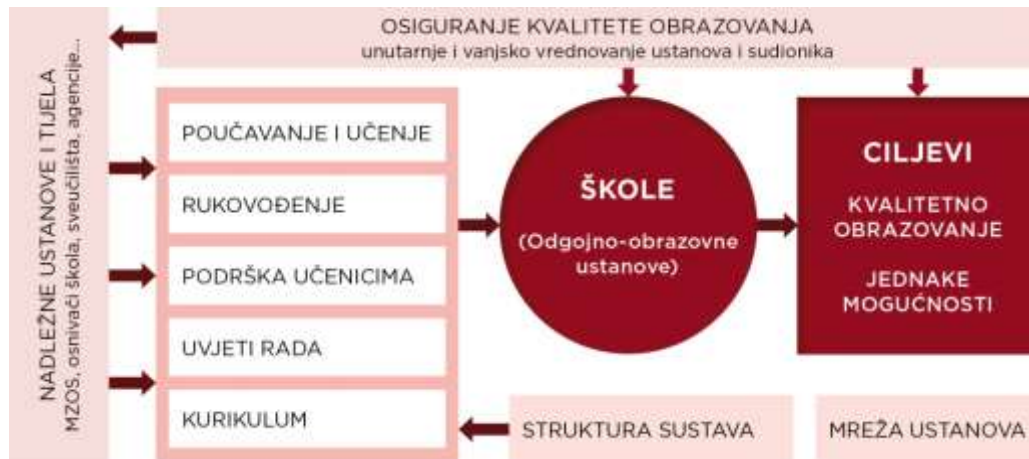 OSIGURANJE KVALITETE OBRAZOVANJA
unutarnje i vanjsko vrednovanje ustanova i sudionika
NADLEŽNE USTANOVE I TIJELA
MZOS, osnivači škola, sveučilišta, agencije...
POUČAVANJE I UČENJE
RUKOVOĐENJE
PODRŠKA UČENICIMA
UVJETI RADA
KURIKULUM
ŠKOLE
(Odgojno-obrazovne
ustanove)
CILJEVI
KVALITETNO
OBRAZOVANJE
JEDNAKE
MOGUĆNOSTI
STRUKTURA SUSTAVA
MREŽA USTANOVA